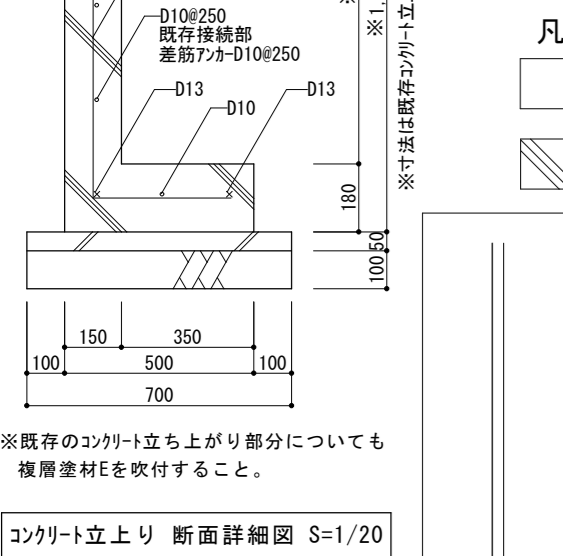 D10@250
既存接続部
差筋ｱﾝｶｰD10@250
D13
D10
D13
180
50
100
150
350
100
500
100
700
※既存のｺﾝｸﾘｰﾄ立ち上がり部分についても
複層塗材Eを吹付すること。
ｺﾝｸﾘｰﾄ立上り 断面詳細図 S=1/20
※
※1,
※寸法は既存ｺﾝｸﾘｰﾄ立
凡